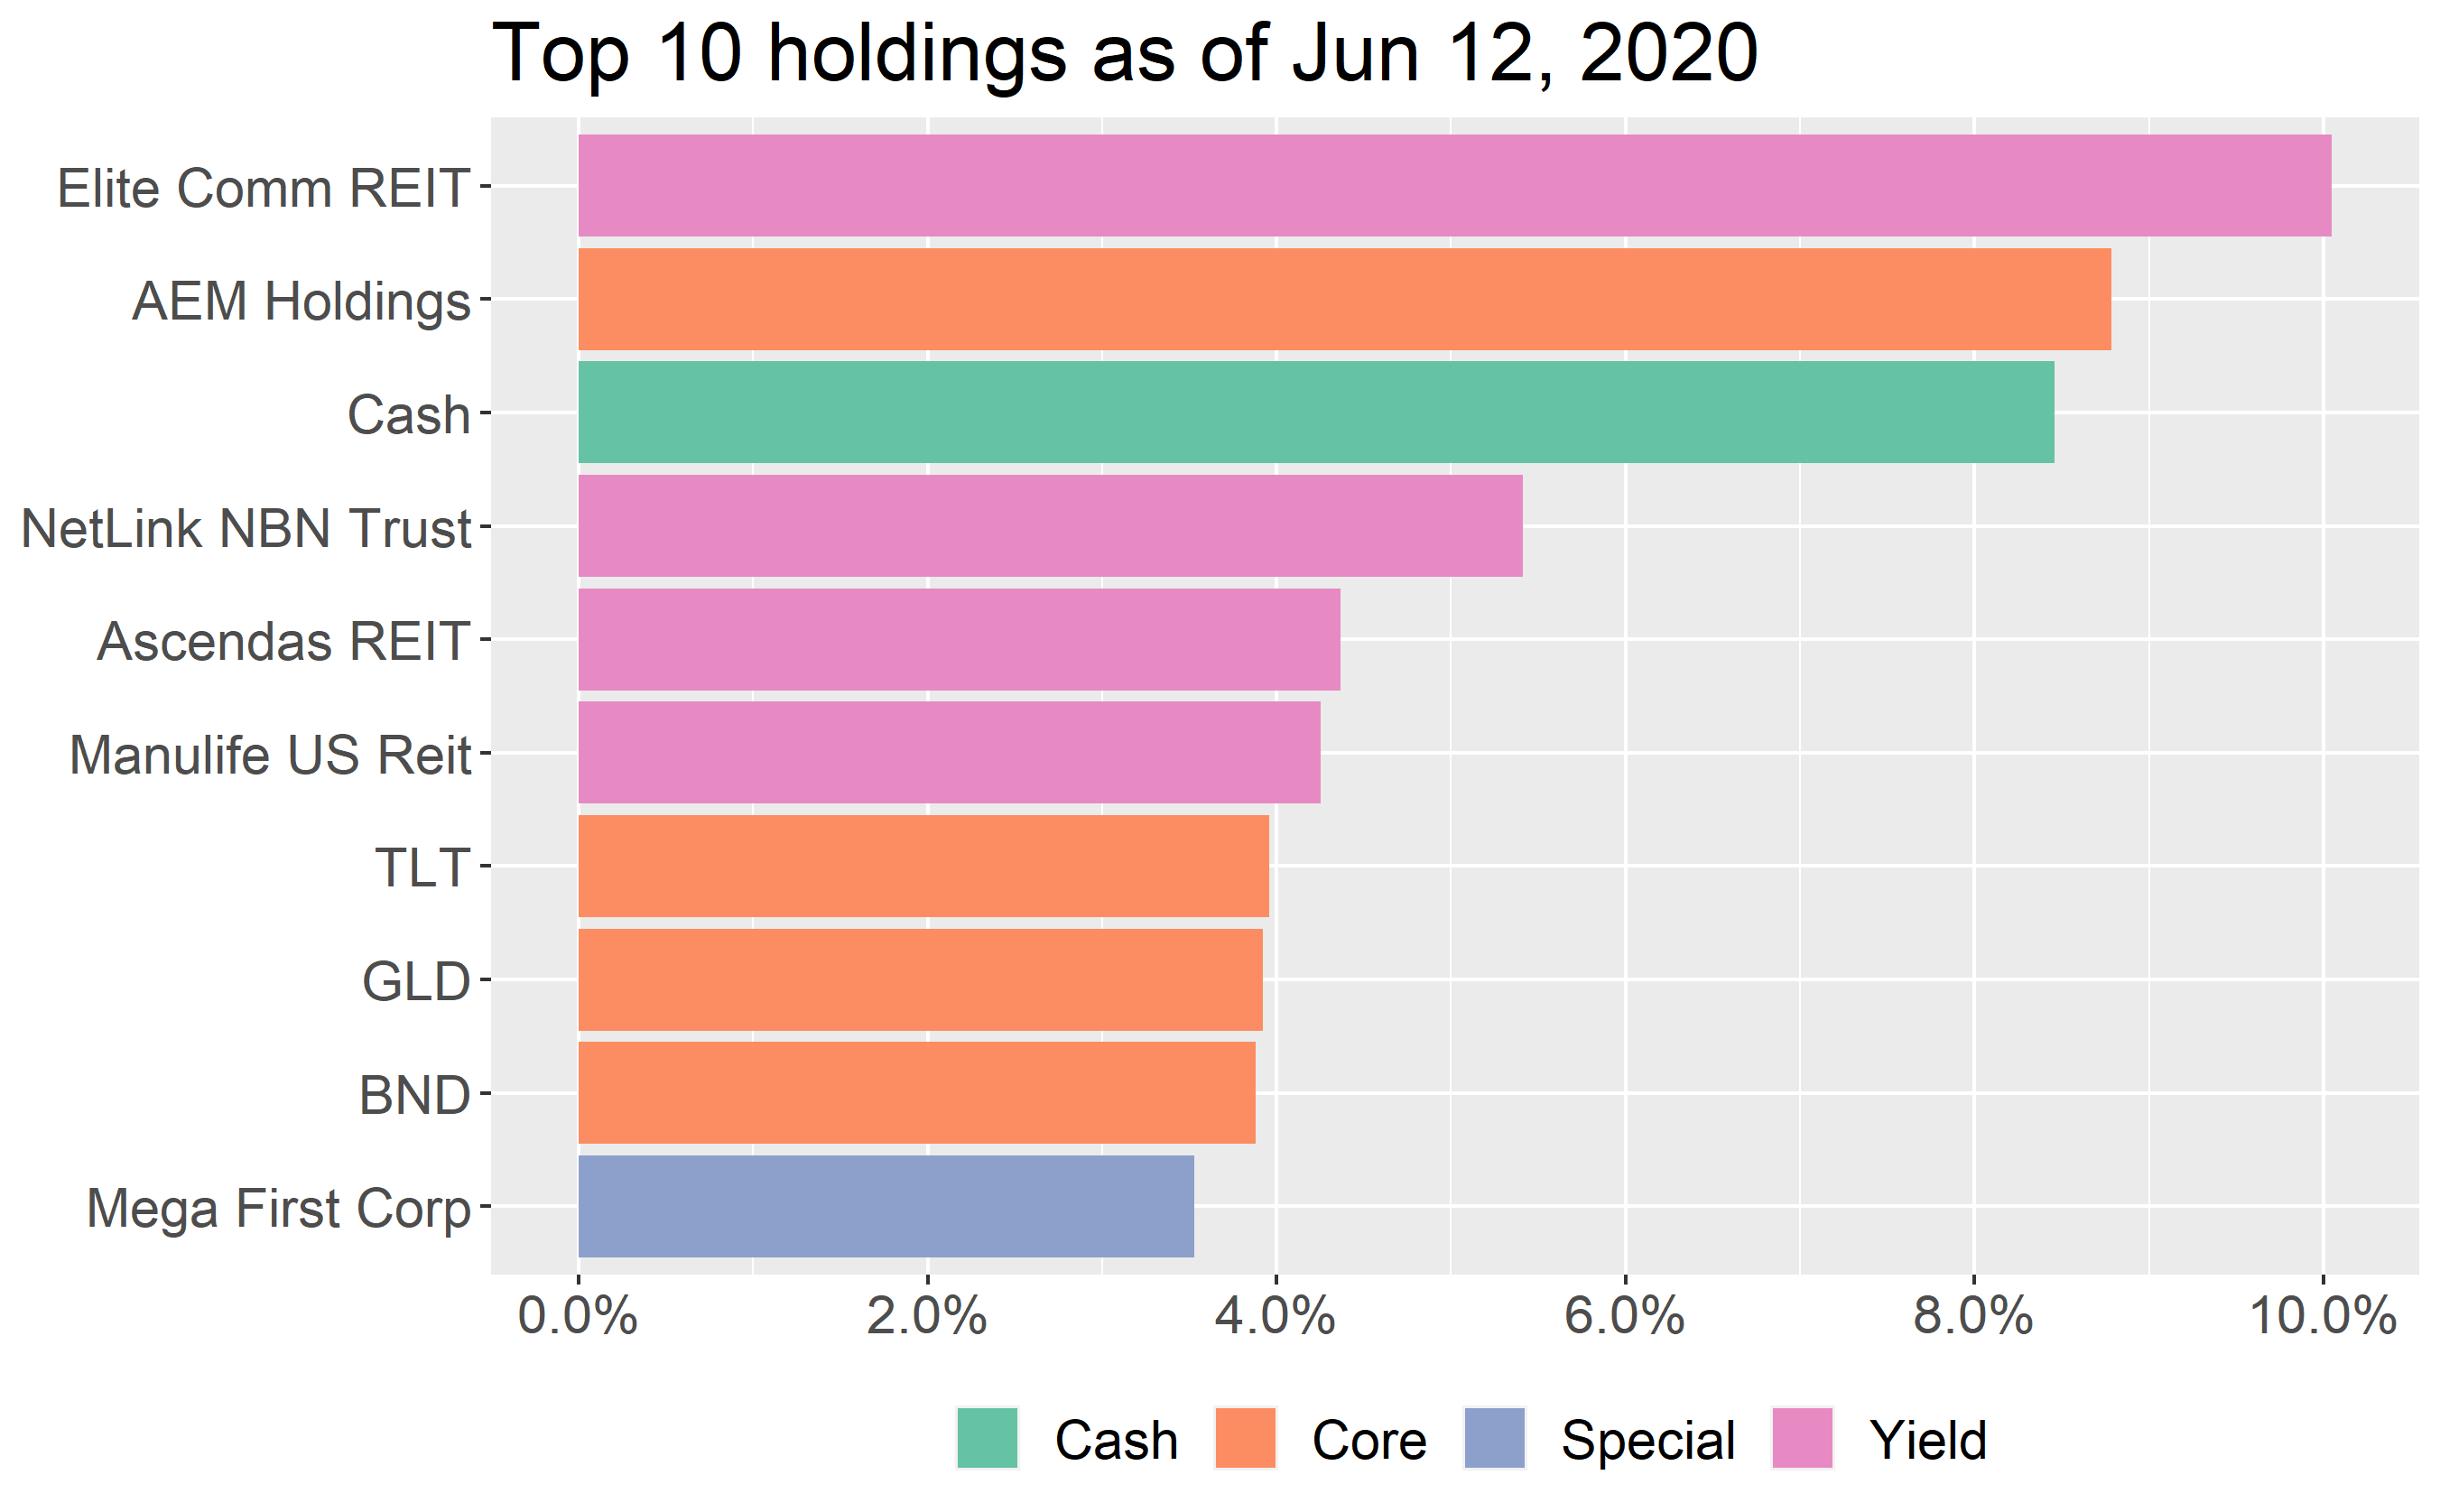 Top 10 holdings as of Jun 12, 2020
Elite Comm REIT
AEM Holdings
Cash
NetLink NBN Trust
Ascendas REIT
Manulife US Reit
TLT
GLD
BND
Mega First Corp
0.0% 2.0% 4.0% 6.0% 8.0% 10.0%
Cash Core Special Yield